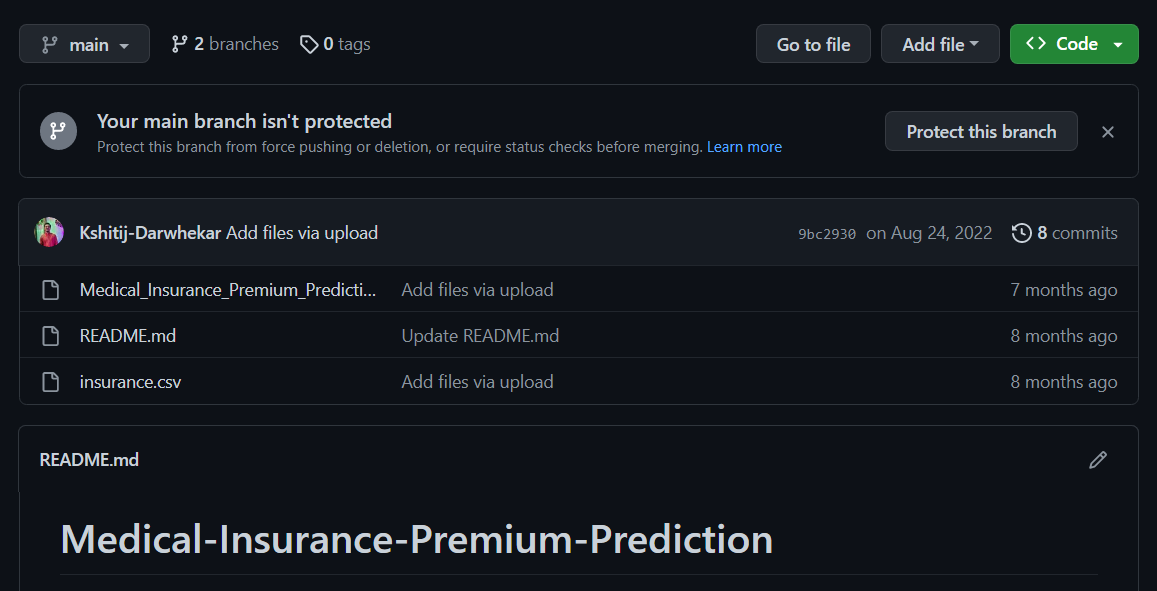 main 2 branches 0 tags Go to file Add file Code
Your main branch isn't protected
Protect this branch from force pushing or deletion, or require status checks before merging. Learn more
Protect this branch
Kshitij-Darwhekar Add files via upload 9bc2930 on Aug 24, 2022 8 commits
Medical_Insurance_Premium_Predicti... Add files via upload 7 months ago
README.md Update README.md 8 months ago
insurance.csv Add files via upload 8 months ago
README.md
Medical-Insurance-Premium-Prediction